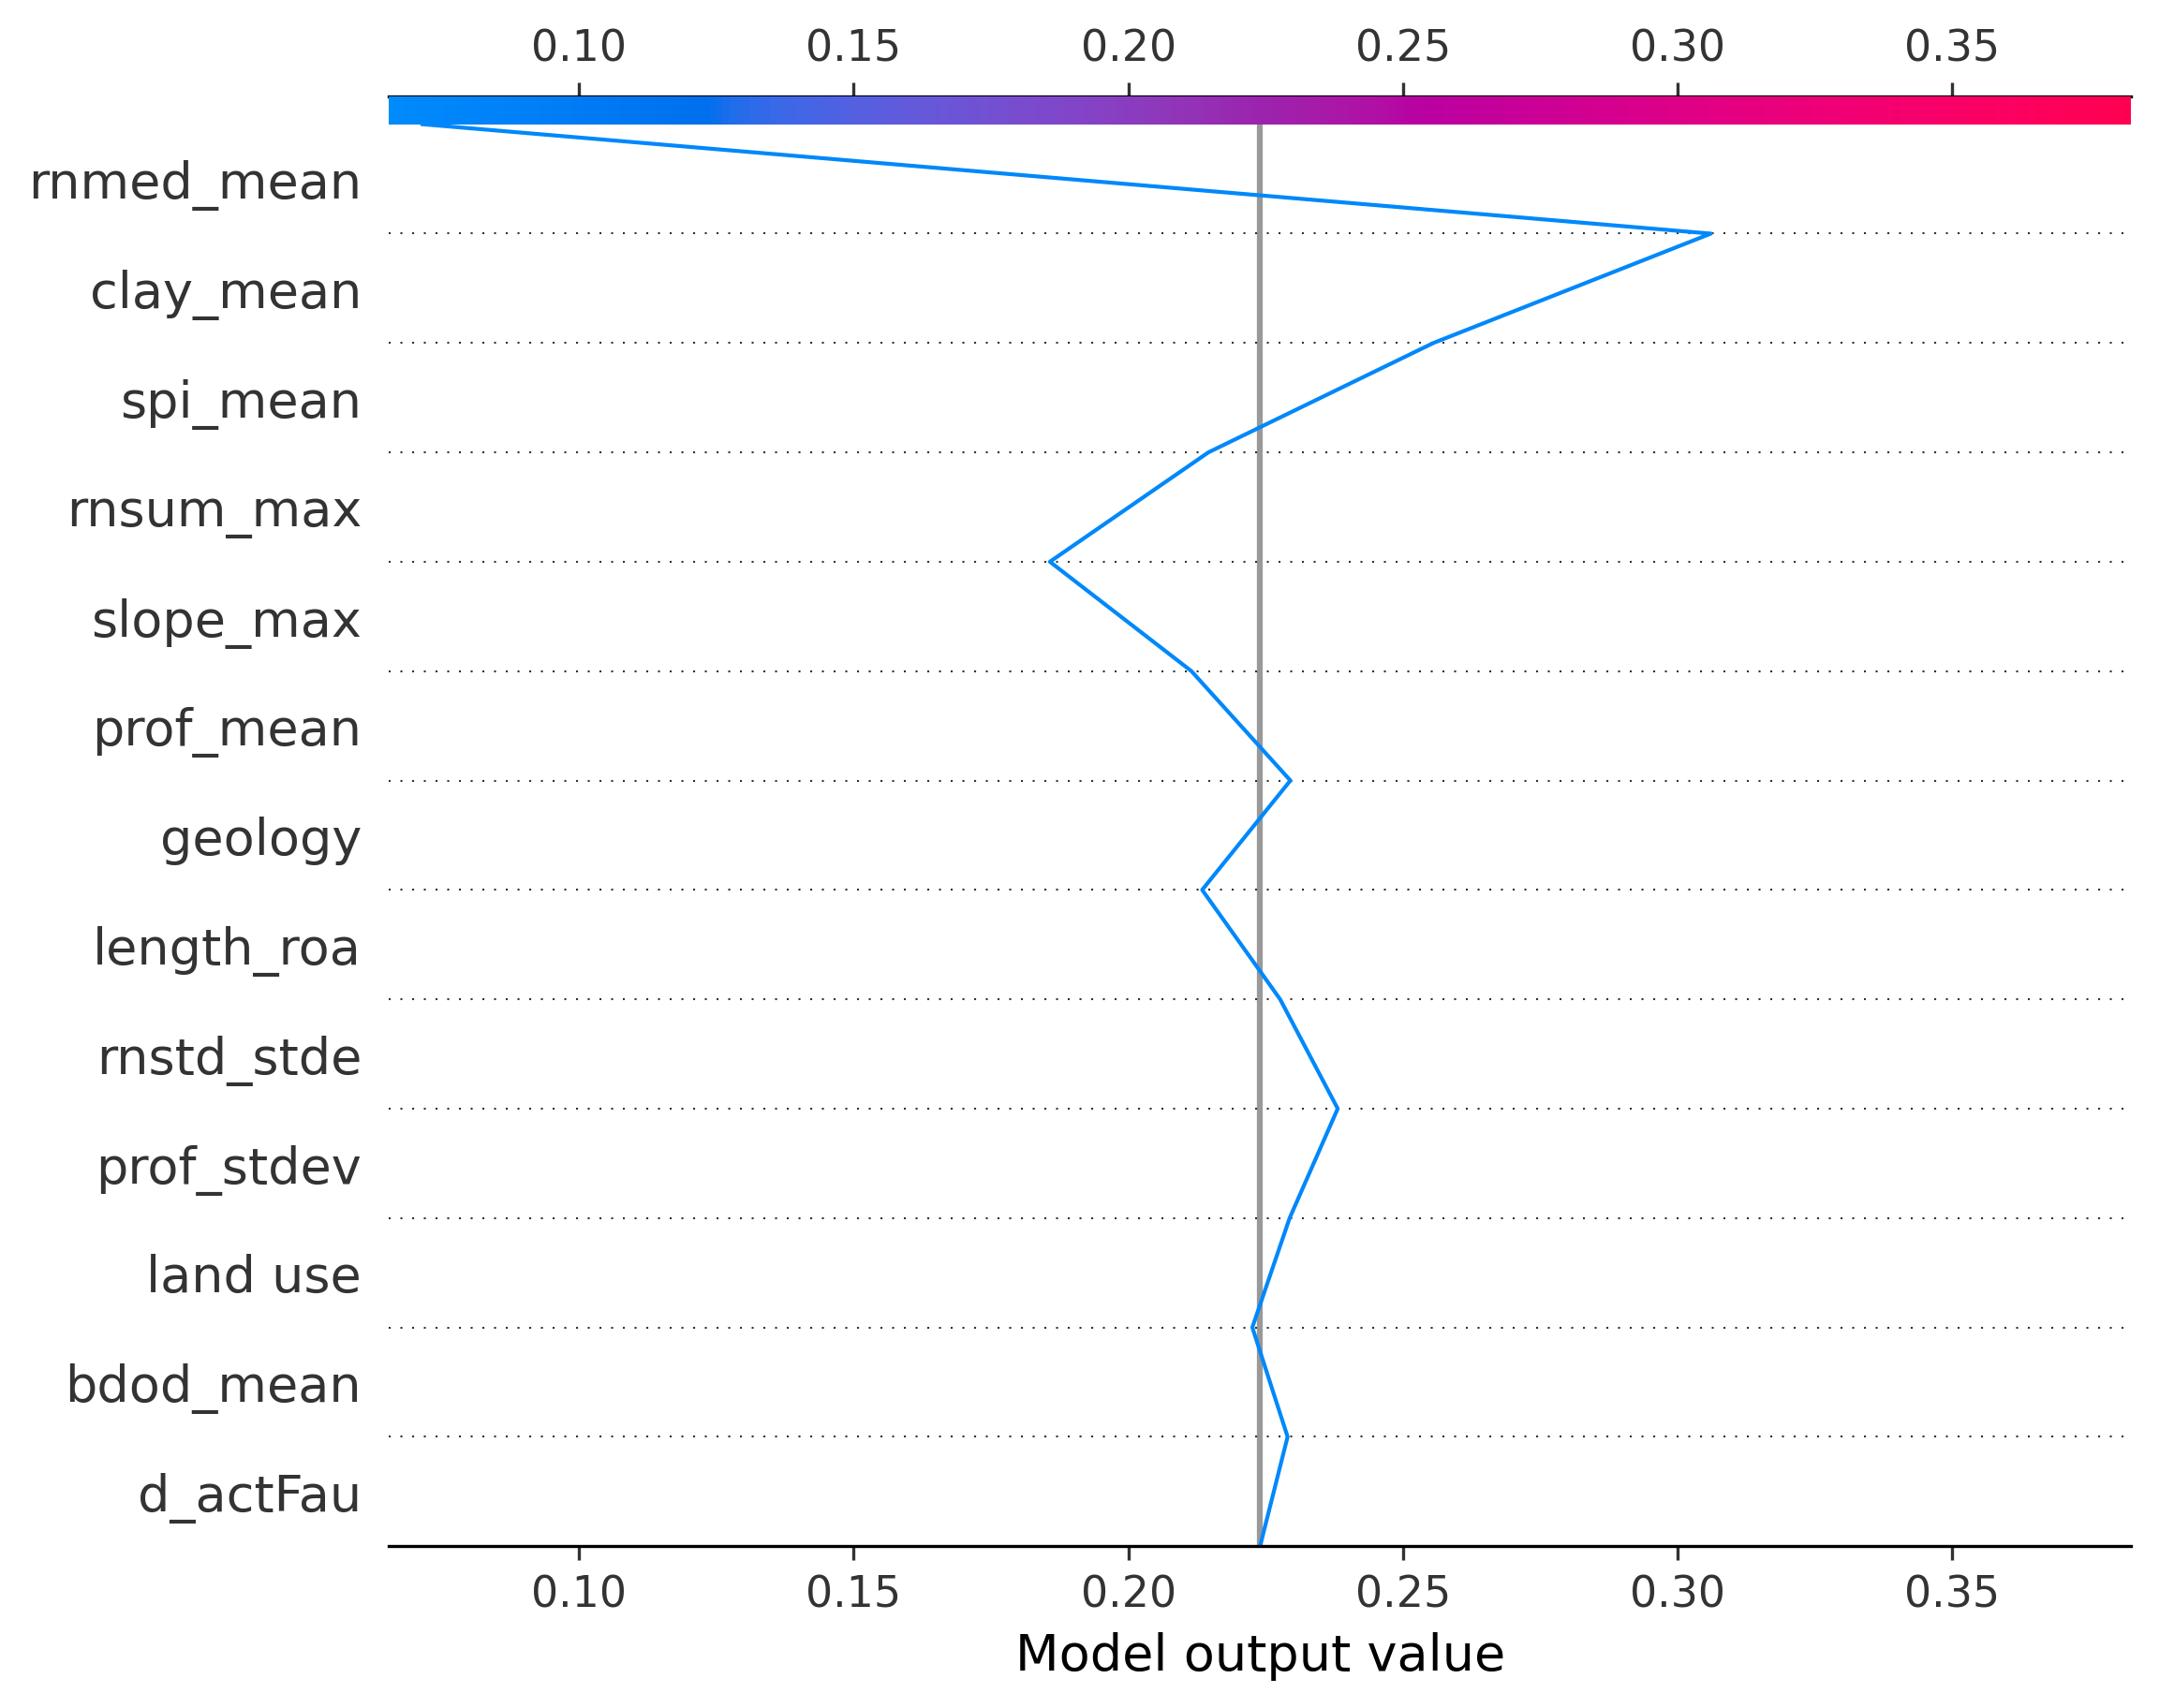 0.10 0.15 0.20 0.25 0.30 0.35
rnmed_mean
clay_mean
spi_mean
rnsum_max
slope_max
prof_mean
geology
length_roa
rnstd_stde
prof_stdev
land use
bdod_mean
d_actFau
0.10 0.15 0.20 0.25 0.30 0.35
Model output value